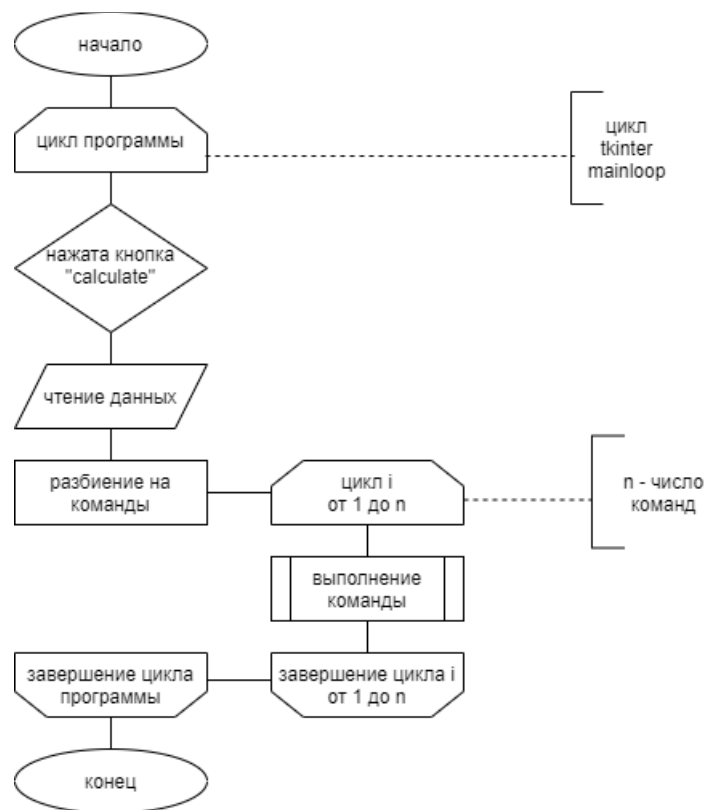 начало
цикл программы
цикл
tkinter
mainloop
нажата кнопка
"calculate"
чтение данных
разбиение на
команды
цикл i
от 1 до n
n - число
команд
выполнение
команды
завершение цикла
программы
завершение цикла i
от 1 до n
конец